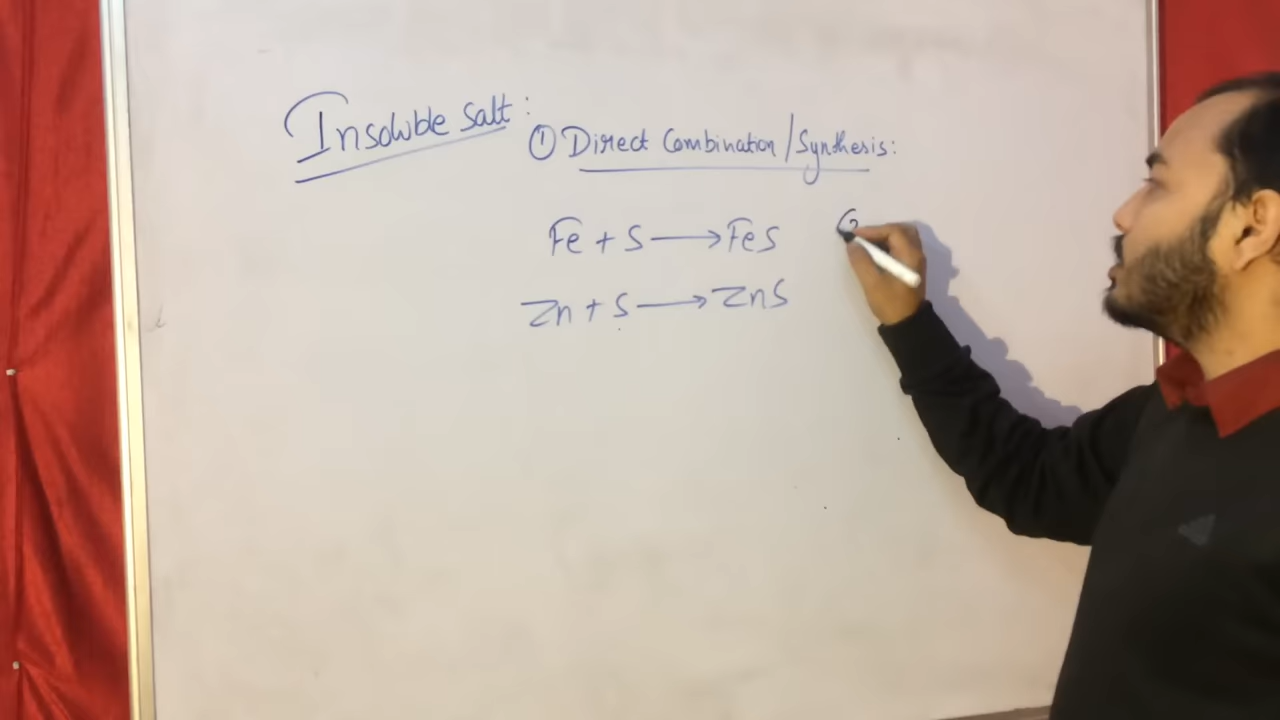 Insoluble Salt:
① Direct Combination/Synthesis:
Fe + S → FeS
Zn + S → ZnS